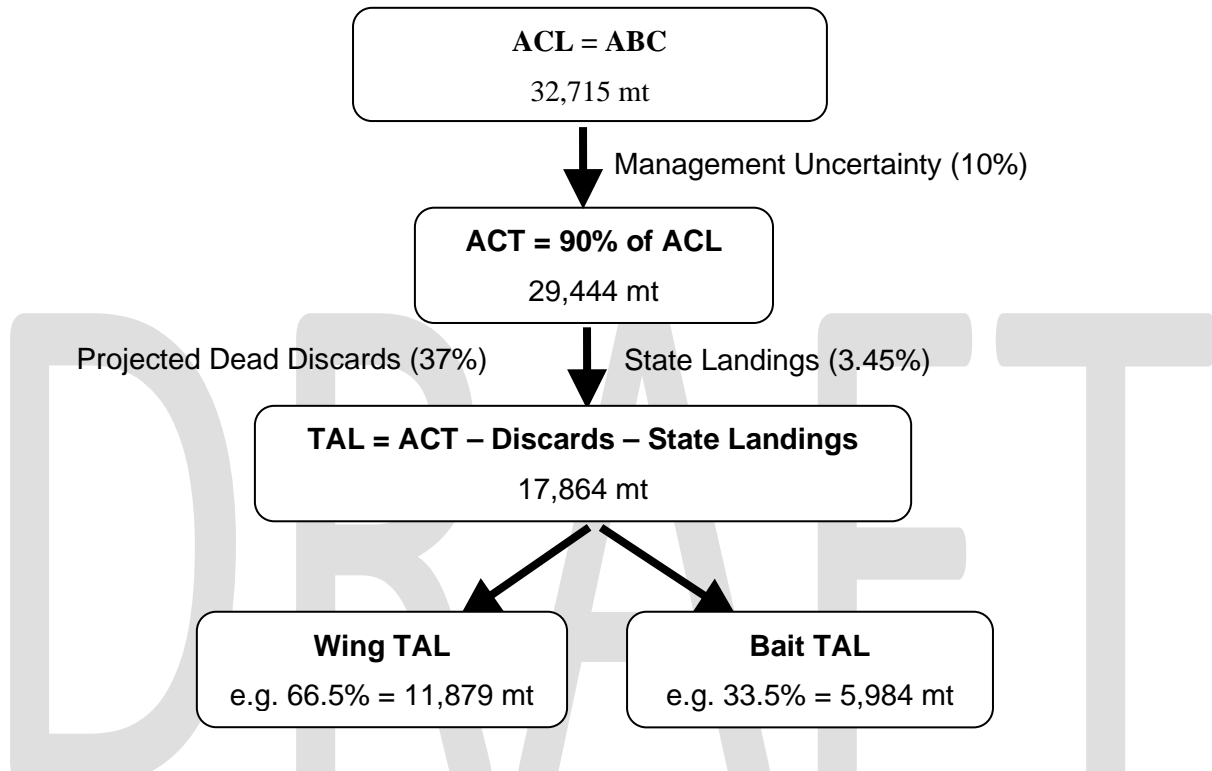 ACL = ABC
32,715 mt
Management Uncertainty (10%)
ACT = 90% of ACL
29,444 mt
Projected Dead Discards (37%)
State Landings (3.45%)
TAL = ACT – Discards – State Landings
17,864 mt
Wing TAL
e.g. 66.5% = 11,879 mt
Bait TAL
e.g. 33.5% = 5,984 mt
DRAFT